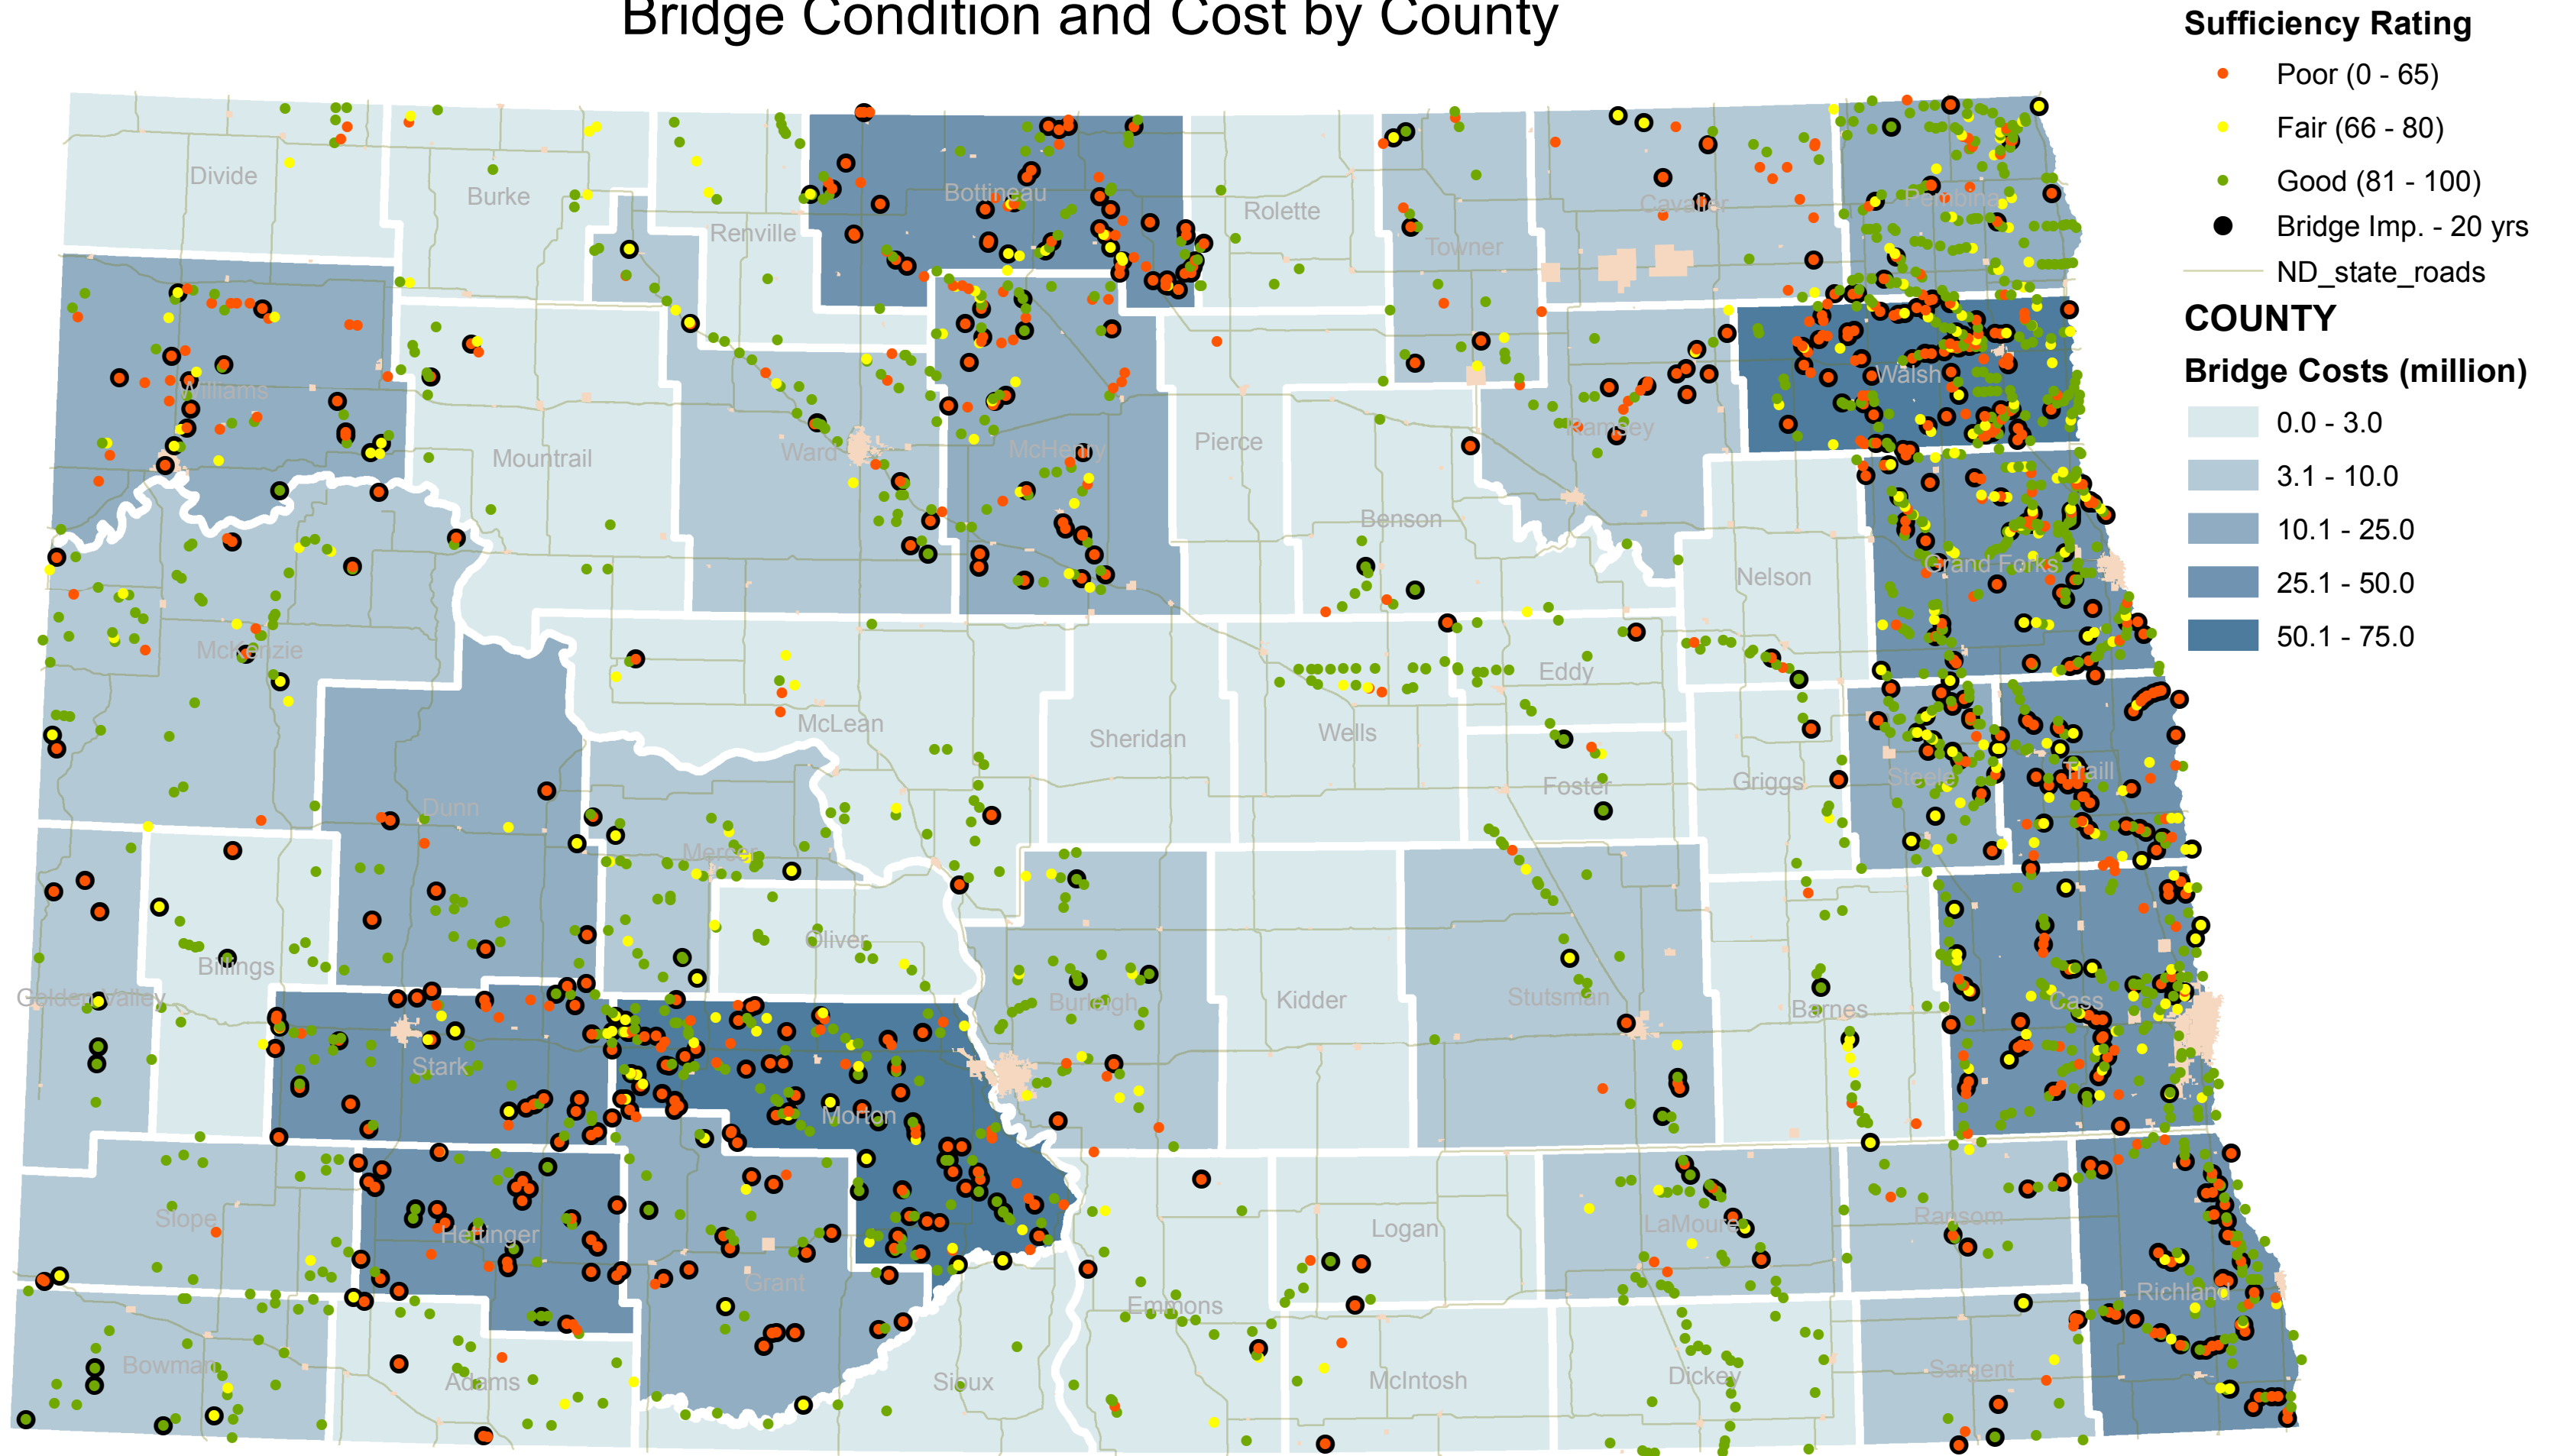 Bridge Condition and Cost by County
Sufficiency Rating
Poor (0 - 65)
Fair (66 - 80)
Good (81 - 100)
Bridge Imp. - 20 yrs
ND_state_roads
COUNTY
Bridge Costs (million)
0.0 - 3.0
3.1 - 10.0
10.1 - 25.0
25.1 - 50.0
50.1 - 75.0
Divide
Burke
Renville
Bottineau
Rolette
Towner
Cavalier
Pembina
Williams
Mountrail
Ward
McHenry
Pierce
Benson
Ramsey
Walsh
Nelson
Grand Forks
McKenzie
Dunn
McLean
Sheridan
Wells
Eddy
Foster
Griggs
Steele
Traill
Mercer
Oliver
Billings
Golden Valley
Stark
Morton
Burleigh
Kidder
Stutsman
Barnes
Cass
Slope
Hettinger
Grant
Bowman
Adams
Sioux
Emmons
Logan
McIntosh
LaMoure
Dickey
Ransom
Sargent
Richland